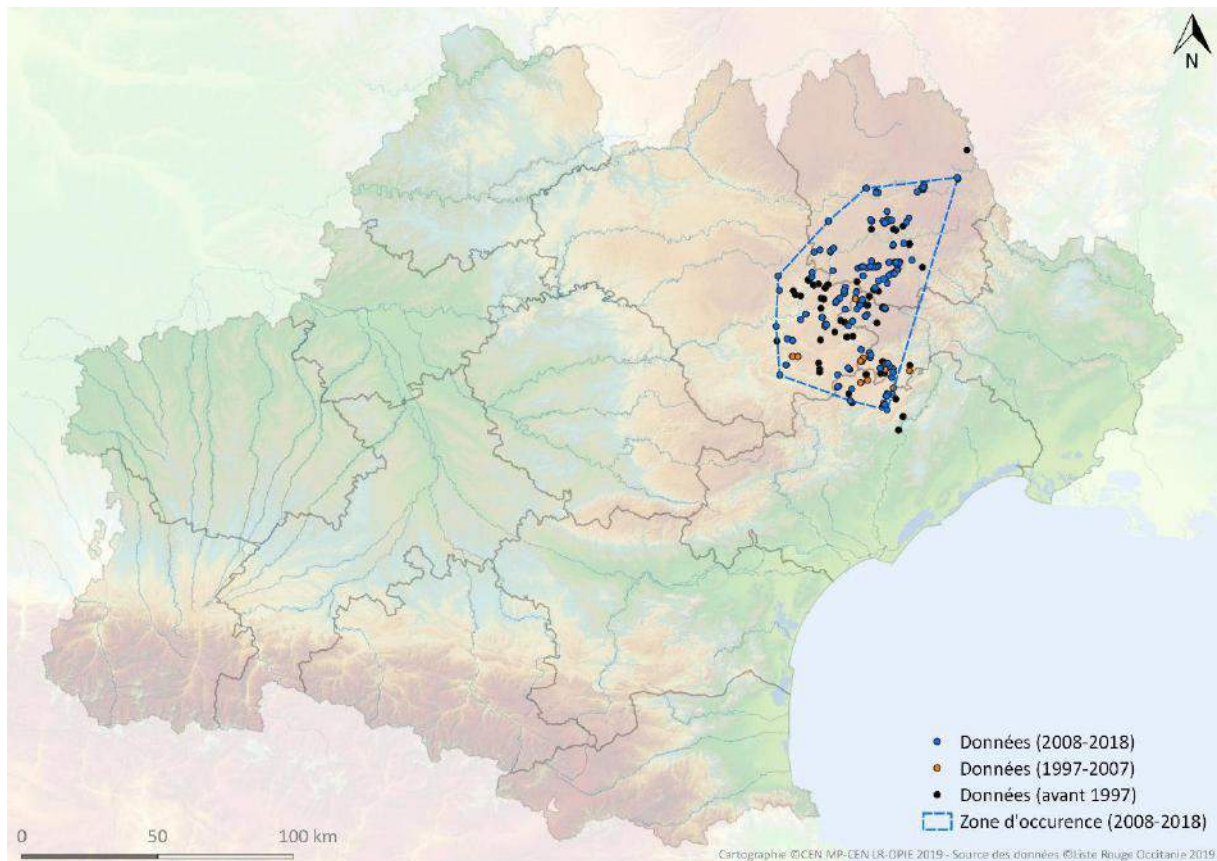 N
Données (2008-2018)
Données (1997-2007)
Données (avant 1997)
Zone d'occurence (2008-2018)
0 50 100 km
Cartographie ©CEN MP-CEN LR-OPIE 2019 - Source des données ©Liste Rouge Occitanie 2019